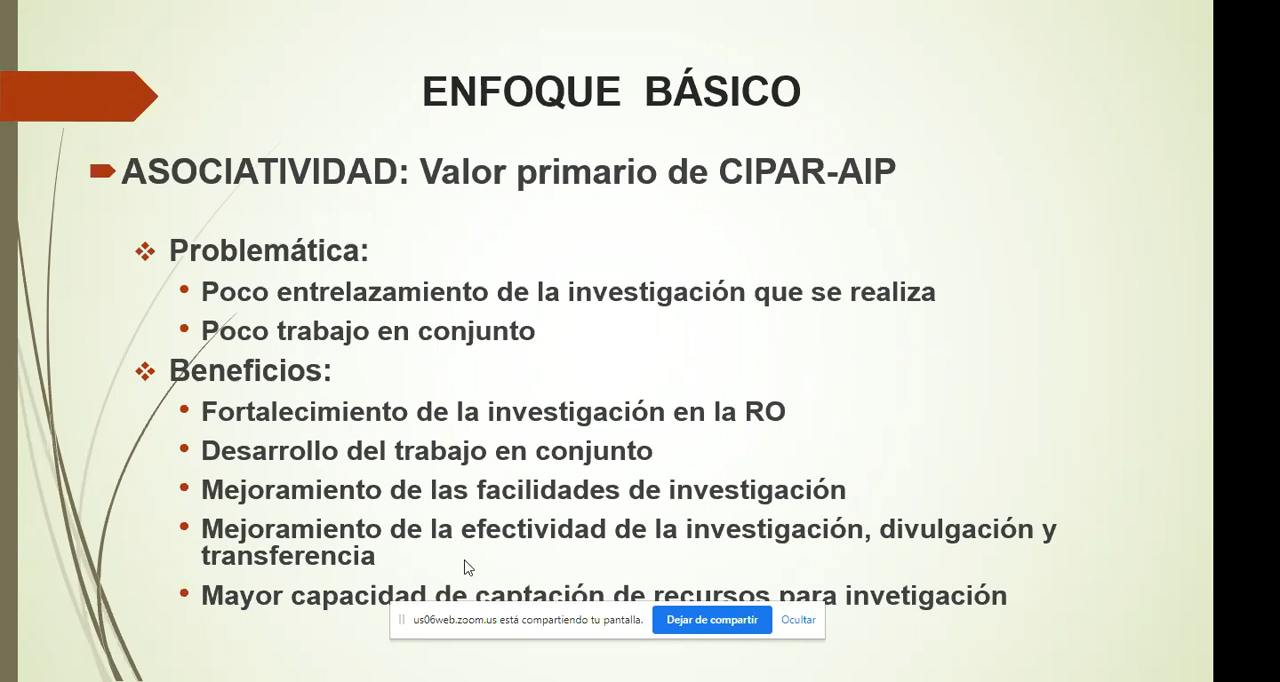 ENFOQUE BÁSICO
ASOCIATIVIDAD: Valor primario de CIPAR-AIP
Problemática:
Poco entrelazamiento de la investigación que se realiza
Poco trabajo en conjunto
Beneficios:
Fortalecimiento de la investigación en la RO
Desarrollo del trabajo en conjunto
Mejoramiento de las facilidades de investigación
Mejoramiento de la efectividad de la investigación, divulgación y
transferencia
Mayor capacidad de captación de recursos para invetigación
us06web.zoom.us está compartiendo tu pantalla. Dejar de compartir Ocultar